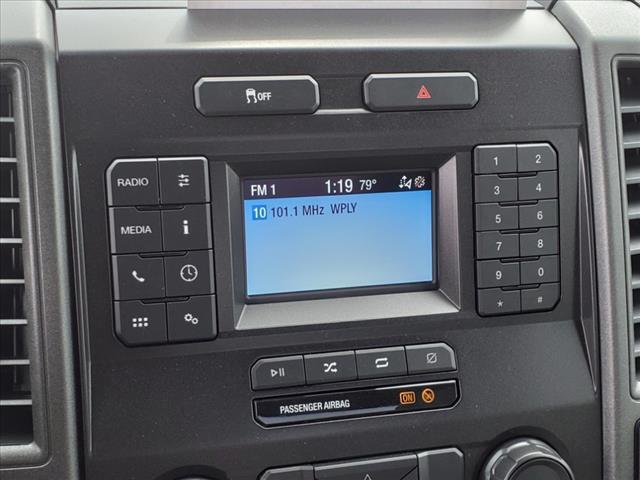 OFF
FM 1 1:19 79°
10 101.1 MHz WPLY
RADIO
MEDIA i
1 2
3 4
5 6
7 8
9 0
* #
PASSENGER AIRBAG ON